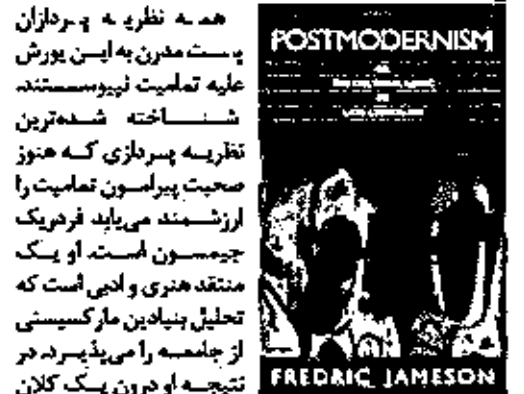 همه نظریه پردازان
پست مدرن به این یورش
علیه تمامیت نپیوستند.
شناخته شده‌ترین
نظریه پردازی که هنوز
صحبت پیرامون تمامیت را
ارزشمند می‌یابد فردریک
جیمسون است. او یک
منتقد هنری و ادبی است که
تحلیل بنیادین مارکسیستی
از جامعه را می‌پذیرد. در
نتیجه او درون یک کلان
POSTMODERNISM
FREDRIC JAMESON